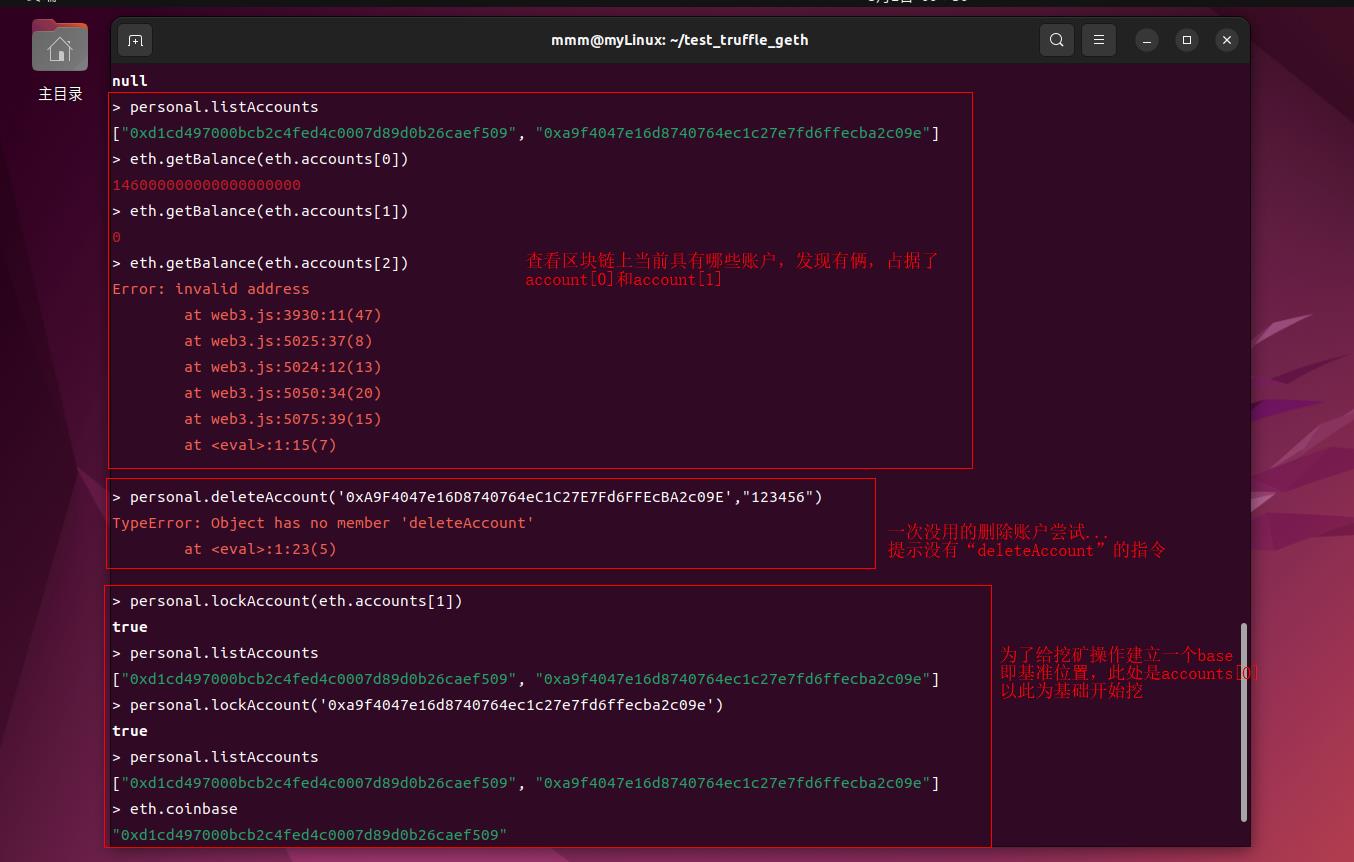 mmm@myLinux: ~/test_truffle_geth
主目录
null
> personal.listAccounts
["0xd1cd497000bcb2c4fed4c0007d89d0b26caef509", "0xa9f4047e16d8740764ec1c27e7fd6ffecba2c09e"]
> eth.getBalance(eth.accounts[0])
146000000000000000000
> eth.getBalance(eth.accounts[1])
0
> eth.getBalance(eth.accounts[2])
Error: invalid address
at web3.js:3930:11(47)
at web3.js:5025:37(8)
at web3.js:5024:12(13)
at web3.js:5050:34(20)
at web3.js:5075:39(15)
at <eval>:1:15(7)
查看区块链上当前具有哪些账户，发现有俩，占据了
account[0]和account[1]
> personal.deleteAccount('0xA9F4047e16D8740764eC1C27E7Fd6FFEcBA2c09E',"123456")
TypeError: Object has no member 'deleteAccount'
at <eval>:1:23(5)
一次没用的删除账户尝试...
提示没有“deleteAccount”的指令
> personal.lockAccount(eth.accounts[1])
true
> personal.listAccounts
["0xd1cd497000bcb2c4fed4c0007d89d0b26caef509", "0xa9f4047e16d8740764ec1c27e7fd6ffecba2c09e"]
> personal.lockAccount('0xa9f4047e16d8740764ec1c27e7fd6ffecba2c09e')
true
> personal.listAccounts
["0xd1cd497000bcb2c4fed4c0007d89d0b26caef509", "0xa9f4047e16d8740764ec1c27e7fd6ffecba2c09e"]
> eth.coinbase
"0xd1cd497000bcb2c4fed4c0007d89d0b26caef509"
为了给挖矿操作建立一个base
即基准位置，此处是accounts[0]
以此为基础开始挖